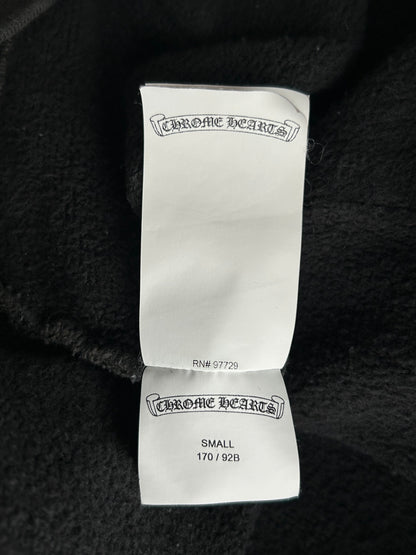 CHROME HEARTS
RN# 97729
CHROME HEARTS
SMALL
170 / 92B